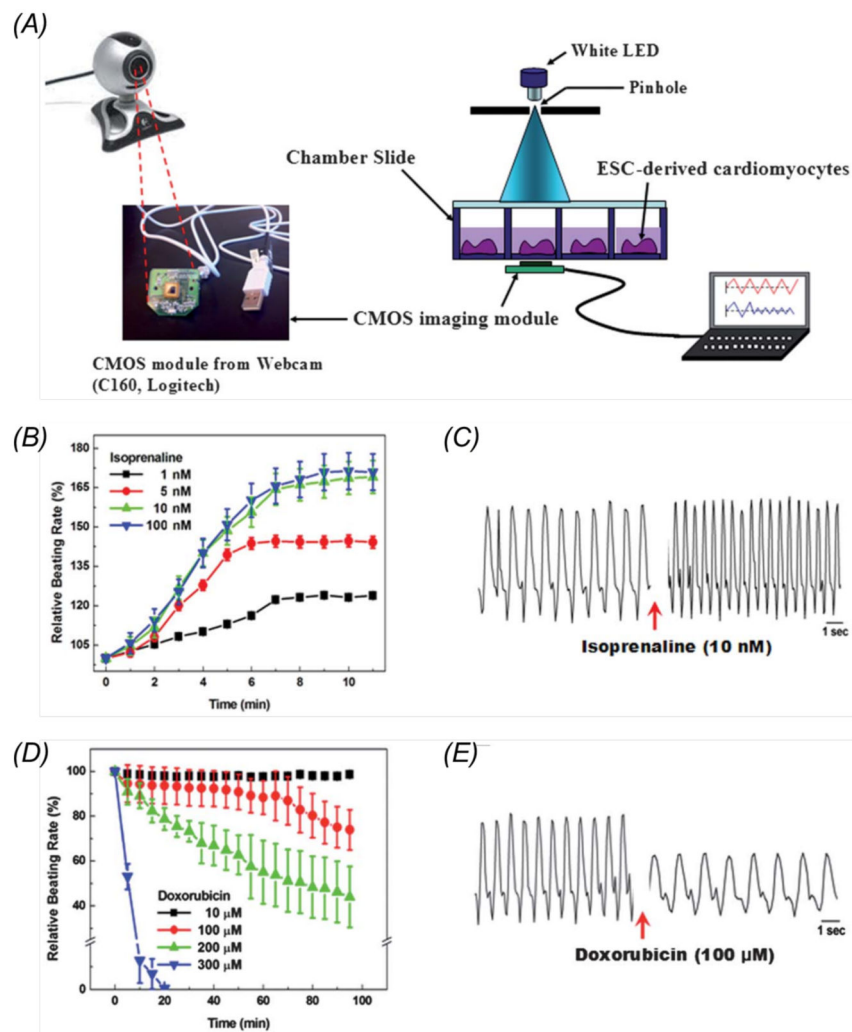 (A)
White LED
Pinhole
Chamber Slide
ESC-derived cardiomyocytes
CMOS imaging module
CMOS module from Webcam
(C160, Logitech)
(B)
Isoprenaline
1 nM
5 nM
10 nM
100 nM
Relative Beating Rate (%)
180
165
150
135
120
105
0 2 4 6 8 10
Time (min)
(C)
1 sec
Isoprenaline (10 nM)
(D)
Relative Beating Rate (%)
100
80
60
40
0
Doxorubicin
10 μM
100 μM
200 μM
300 μM
0 20 40 60 80 100
Time (min)
(E)
1 sec
Doxorubicin (100 μM)